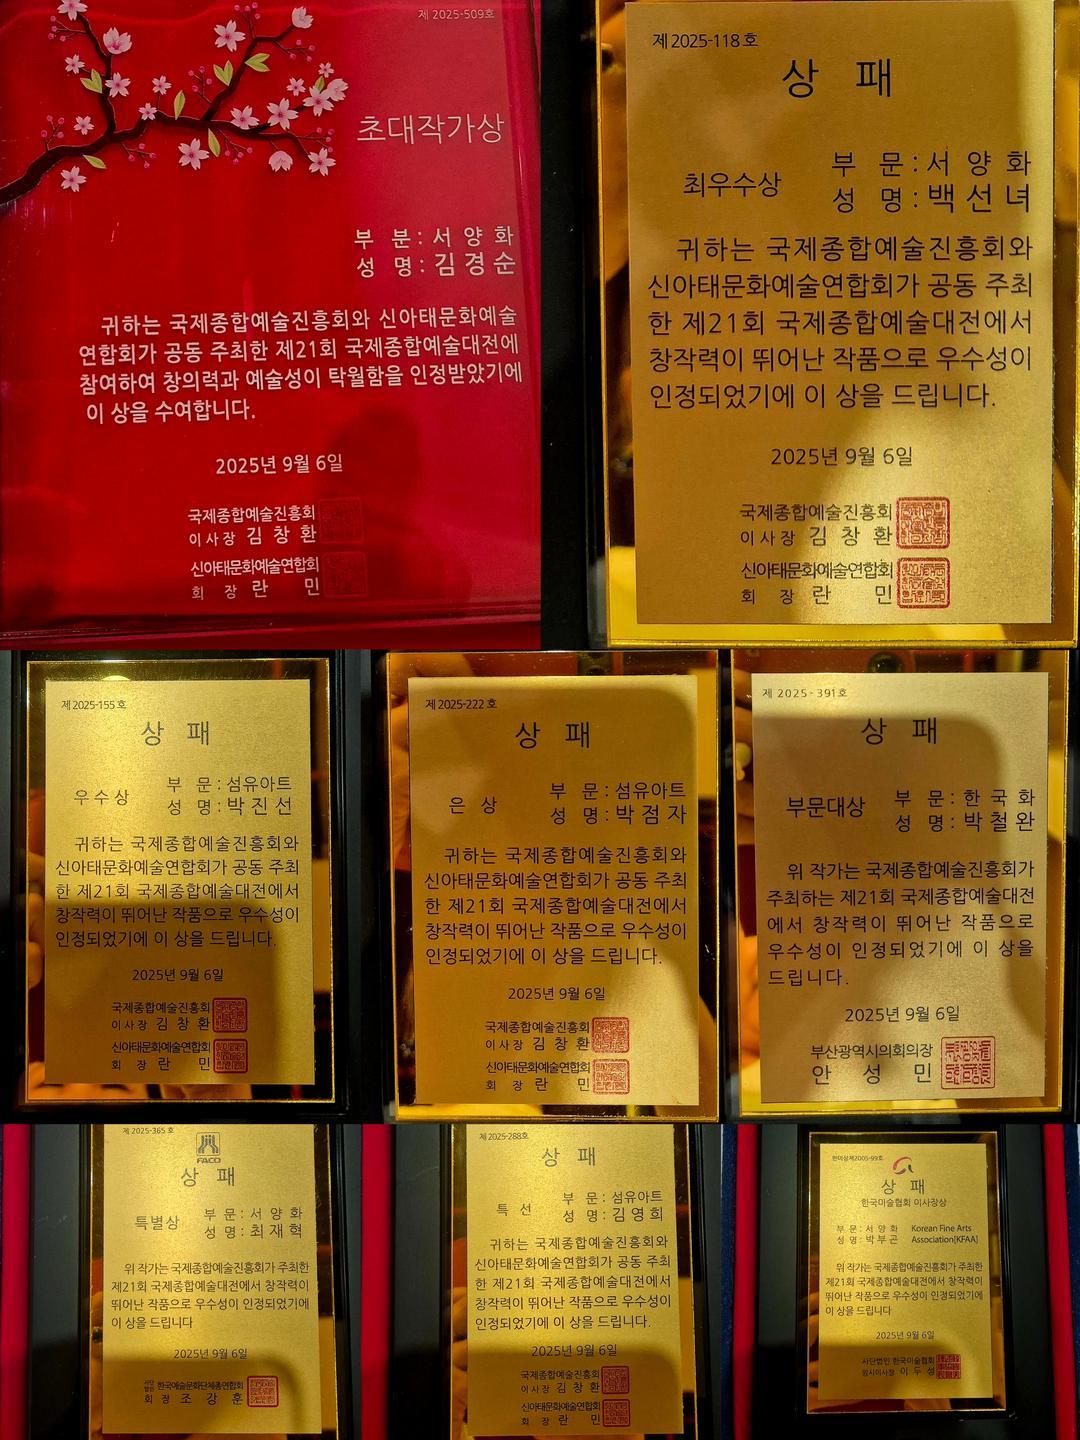 제 2025-509호
초대작가상
부 분 : 서 양 화
성 명 : 김 경 순
귀하는 국제종합예술진흥회와 신아태문화예술
연합회가 공동 주최한 제21회 국제종합예술대전에
참여하여 창의력과 예술성이 탁월함을 인정받았기에
이 상을 수여합니다.
2025년 9월 6일
국제종합예술진흥회
이사장 김 창 환
신아태문화예술연합회
회 장 란 민
제 2025-118 호
상 패
최우수상
부 문 : 서 양 화
성 명 : 백 선 녀
귀하는 국제종합예술진흥회와
신아태문화예술연합회가 공동 주최
한 제21회 국제종합예술대전에서
창작력이 뛰어난 작품으로 우수성이
인정되었기에 이 상을 드립니다.
2025년 9월 6일
국제종합예술진흥회
이사장 김 창 환
신아태문화예술연합회
회 장 란 민
제 2025-155 호
상 패
우수상
부 문 : 섬유아트
성 명 : 박 진 선
귀하는 국제종합예술진흥회와
신아태문화예술연합회가 공동 주최
한 제21회 국제종합예술대전에서
창작력이 뛰어난 작품으로 우수성이
인정되었기에 이 상을 드립니다.
2025년 9월 6일
국제종합예술진흥회
이사장 김 창 환
신아태문화예술연합회
회 장 란 민
제 2025-222 호
상 패
은 상
부 문 : 섬유아트
성 명 : 박 점 자
귀하는 국제종합예술진흥회와
신아태문화예술연합회가 공동 주최
한 제21회 국제종합예술대전에서
창작력이 뛰어난 작품으로 우수성이
인정되었기에 이 상을 드립니다.
2025년 9월 6일
국제종합예술진흥회
이사장 김 창 환
신아태문화예술연합회
회 장 란 민
제 2025-391호
상 패
부문대상
부 문 : 한 국 화
성 명 : 박 철 완
위 작가는 국제종합예술진흥회가
주최하는 제21회 국제종합예술대전
에서 창작력이 뛰어난 작품으로
우수성이 인정되었기에 이 상을
드립니다.
2025년 9월 6일
부산광역시의회의장
안 성 민
제 2025-365 호
FACO
상 패
특별상
부 문 : 서 양 화
성 명 : 최 재 혁
위 작가는 국제종합예술진흥회가 주최한
제21회 국제종합예술대전에서 창작력이
뛰어난 작품으로 우수성이 인정되었기에
이 상을 드립니다
2025년 9월 6일
사단법인 한국예술문화단체총연합회
회 장 조 강 훈
제 2025-288호
상 패
특 선
부 문 : 섬유아트
성 명 : 김 영 희
귀하는 국제종합예술진흥회와
신아태문화예술연합회가 공동 주최
한 제21회 국제종합예술대전에서
창작력이 뛰어난 작품으로 우수성이
인정되었기에 이 상을 드립니다.
2025년 9월 6일
국제종합예술진흥회
이사장 김 창 환
신아태문화예술연합회
회 장 란 민
한미상제2005-99호
상 패
한국미술협회 이사장상
부 문 : 서 양 화
성 명 : 박 부 곤
Korean Fine Arts
Association[KFAA]
위 작가는 국제종합예술진흥회가 주최한
제21회 국제종합예술대전에서 창작력이
뛰어난 작품으로 우수성이 인정되었기에
이 상을 드립니다
2025년 9월 6일
사단법인 한국미술협회
임시이사장 이 두 성